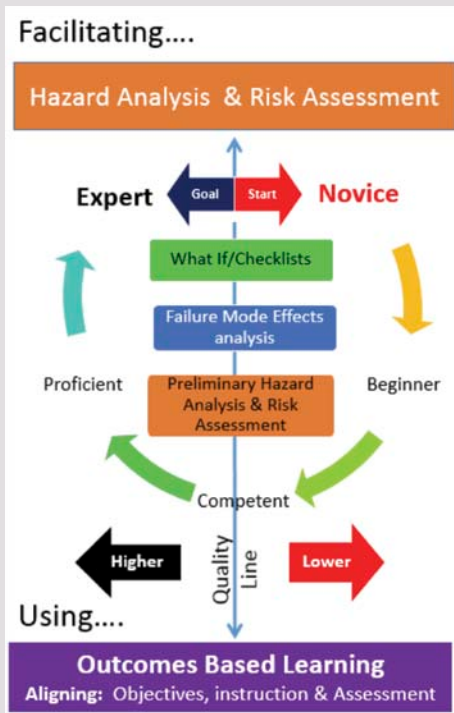 Facilitating....
Hazard Analysis & Risk Assessment
Expert
Goal
Start
Novice
What If/Checklists
Failure Mode Effects
analysis
Proficient
Preliminary Hazard
Analysis & Risk
Assessment
Beginner
Competent
Higher
Quality
Line
Lower
Using....
Outcomes Based Learning
Aligning: Objectives, instruction & Assessment